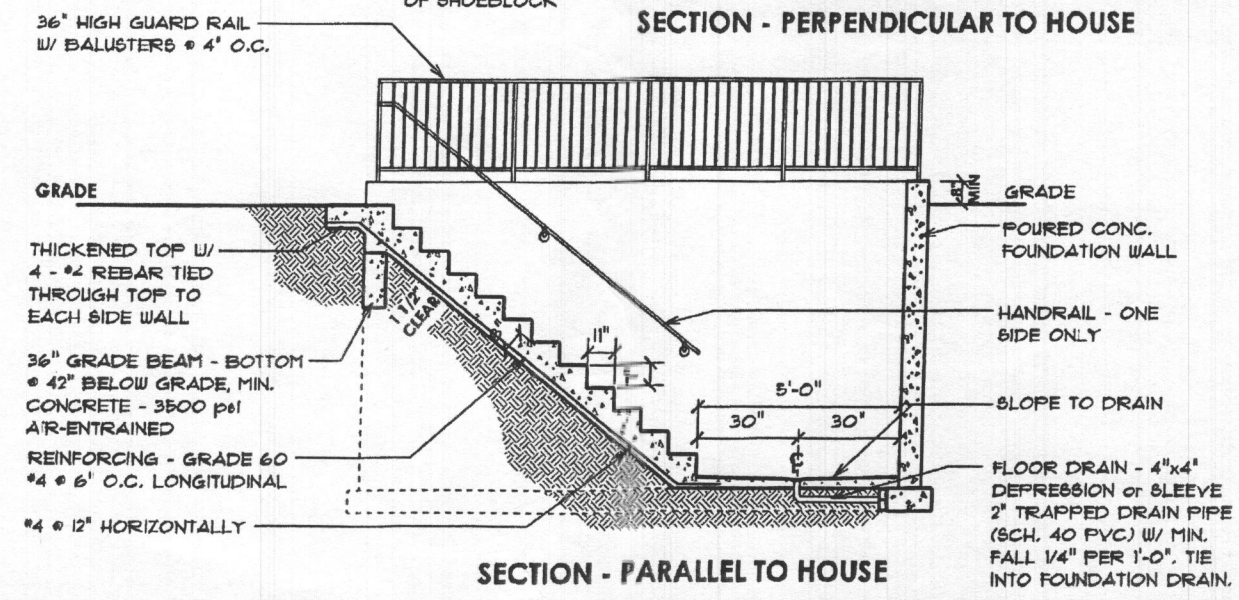 OF SHOEBLOCK
SECTION - PERPENDICULAR TO HOUSE
36" HIGH GUARD RAIL
W/ BALUSTERS @ 4" O.C.
GRADE
8"
MIN
GRADE
THICKENED TOP W/
4 - REBAR TIED
THROUGH TOP TO
EACH SIDE WALL
POURED CONC.
FOUNDATION WALL
1 1/2"
CLEAR
HANDRAIL - ONE
SIDE ONLY
11"
36" GRADE BEAM - BOTTOM
@ 42" BELOW GRADE, MIN.
CONCRETE - 3500 psi
AIR-ENTRAINED
5'-0"
30"
30"
SLOPE TO DRAIN
REINFORCING - GRADE 60
#4 @ 6" O.C. LONGITUDINAL
#4 @ 12" HORIZONTALLY
FLOOR DRAIN - 4"x4"
DEPRESSION or SLEEVE
2" TRAPPED DRAIN PIPE
(SCH. 40 PVC) W/ MIN.
FALL 1/4" PER 1'-0". TIE
INTO FOUNDATION DRAIN.
SECTION - PARALLEL TO HOUSE